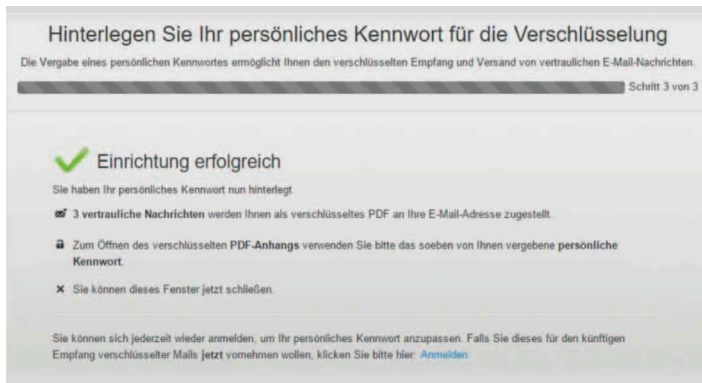 Hinterlegen Sie Ihr persönliches Kennwort für die Verschlüsselung
Die Vergabe eines persönlichen Kennwortes ermöglicht Ihnen den verschlüsselten Empfang und Versand von vertraulichen E-Mail-Nachrichten.
Schritt 3 von 3
Einrichtung erfolgreich
Sie haben Ihr persönliches Kennwort nun hinterlegt.
3 vertrauliche Nachrichten werden Ihnen als verschlüsseltes PDF an Ihre E-Mail-Adresse zugestellt.
Zum Öffnen des verschlüsselten PDF-Anhangs verwenden Sie bitte das soeben von Ihnen vergebene persönliche
Kennwort.
Sie können dieses Fenster jetzt schließen.
Sie können sich jederzeit wieder anmelden, um Ihr persönliches Kennwort anzupassen. Falls Sie dieses für den künftigen
Empfang verschlüsselter Mails jetzt vornehmen wollen, klicken Sie bitte hier: Anmelden